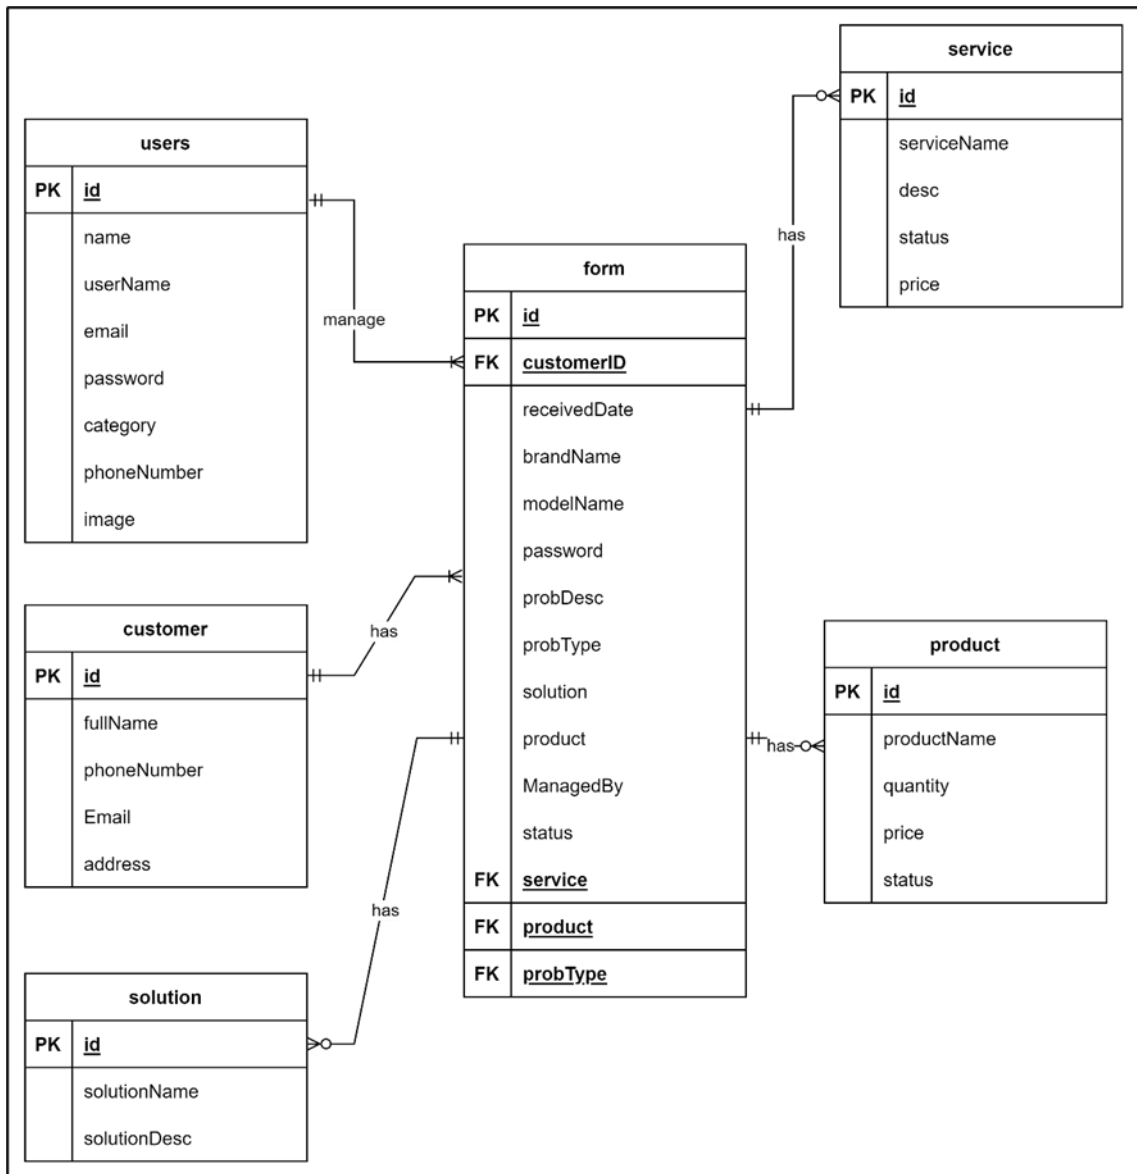 service
PK id
serviceName
desc
status
price
users
PK id
name
userName
email
password
category
phoneNumber
image
has
manage
form
PK id
FK customerID
receivedDate
brandName
modelName
password
probDesc
probType
solution
product
ManagedBy
status
FK service
FK product
FK probType
customer
PK id
fullName
phoneNumber
Email
address
has
product
PK id
productName
quantity
price
status
has
has
solution
PK id
solutionName
solutionDesc